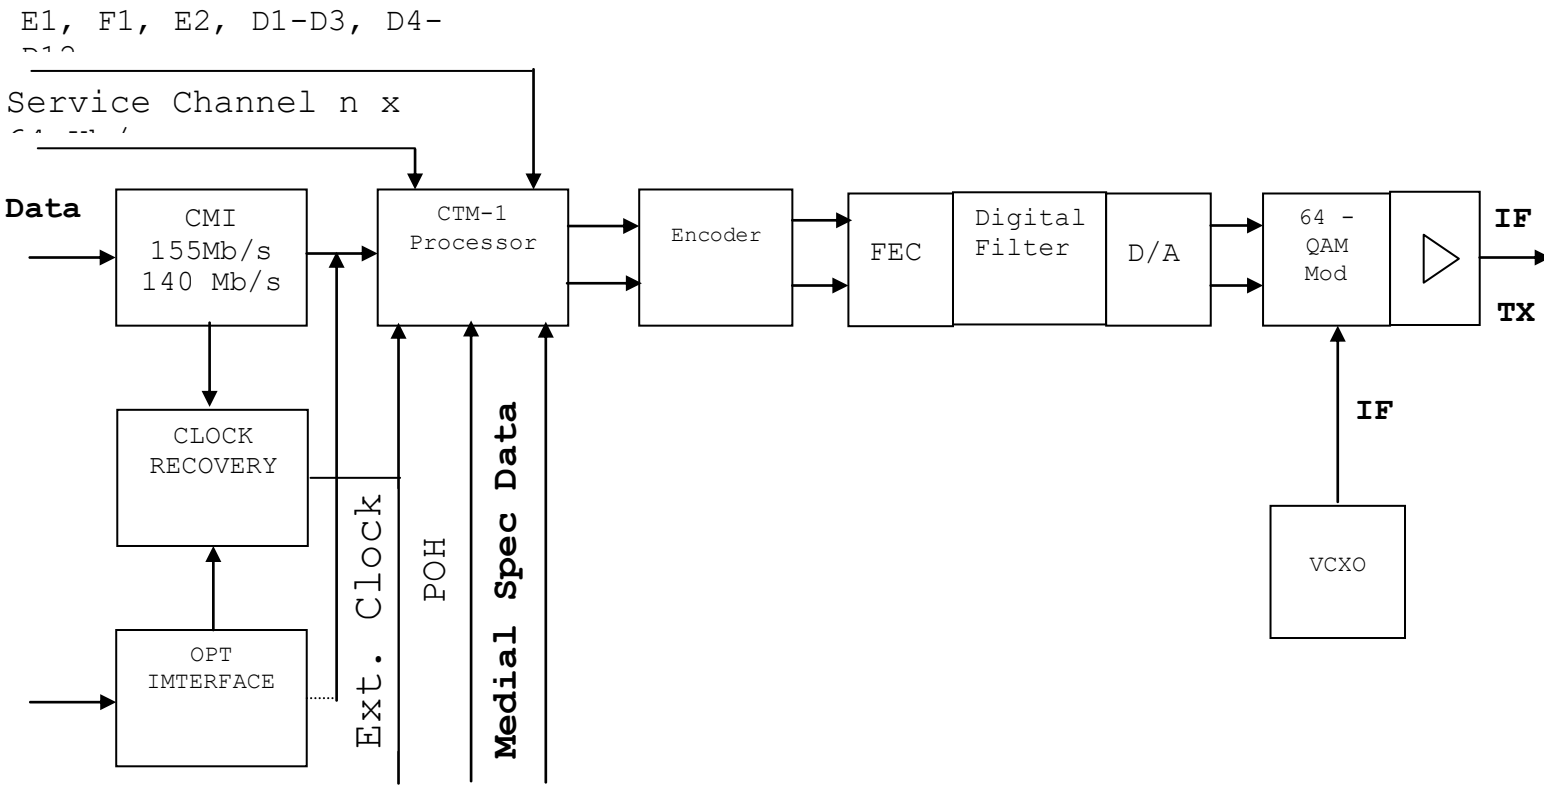 E1, F1, E2, D1-D3, D4-
Service Channel n x
Data
CMI
155Mb/s
140 Mb/s
CTM-1
Processor
Encoder
FEC
Digital
Filter
D/A
64 -
QAM
Mod
IF
TX
IF
CLOCK
RECOVERY
VCXO
OPT
IMTERFACE
Ext. Clock
POH
Medial Spec Data